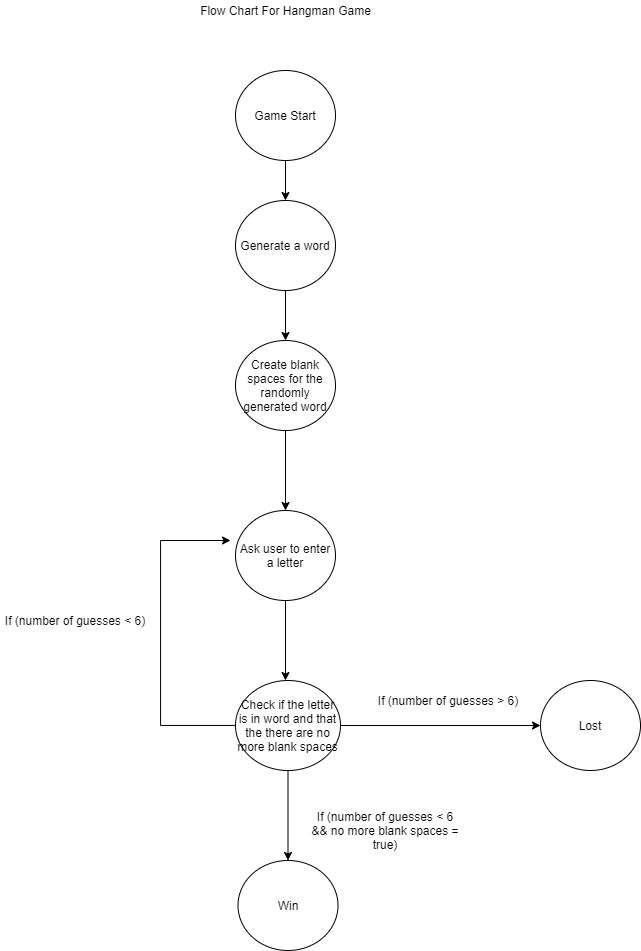 Flow Chart For Hangman Game
Game Start
Generate a word
Create blank
spaces for the
randomly
generated word
Ask user to enter
a letter
If (number of guesses < 6)
Check if the letter
is in word and that
the there are no
more blank spaces
If (number of guesses > 6)
Lost
If (number of guesses < 6
&& no more blank spaces =
true)
Win